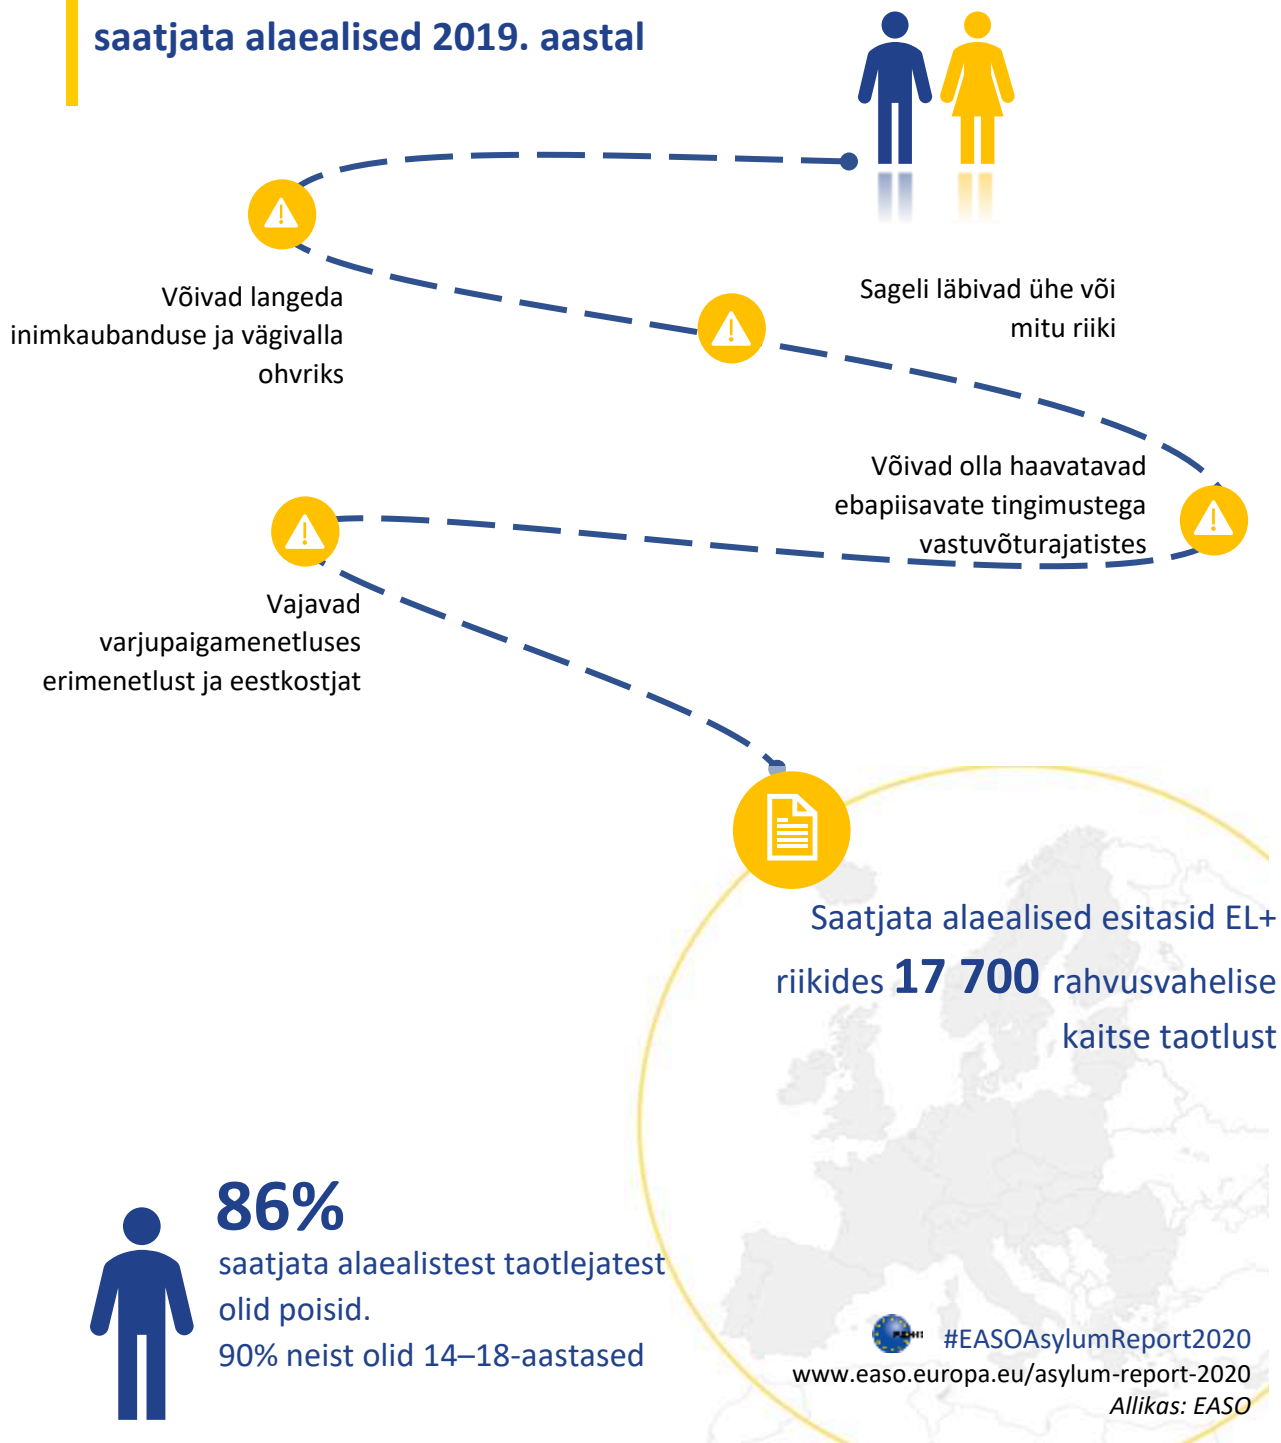 saatjata alaealised 2019. aastal
Võivad langeda
inimkaubanduse ja vägivalla
ohvriks
Sageli läbivad ühe või
mitu riiki
Võivad olla haavatavad
ebapiisavate tingimustega
vastuvõturajatistes
Vajavad
varjupaigamenetluses
erimenetlust ja eestkostjat
Saatjata alaealised esitasid EL+
riikides 17 700 rahvusvahelise
kaitse taotlust
86%
saatjata alaealistest taotlejatest
olid poisid.
90% neist olid 14–18-aastased
#EASOAsylumReport2020
www.easo.europa.eu/asylum-report-2020
Allikas: EASO